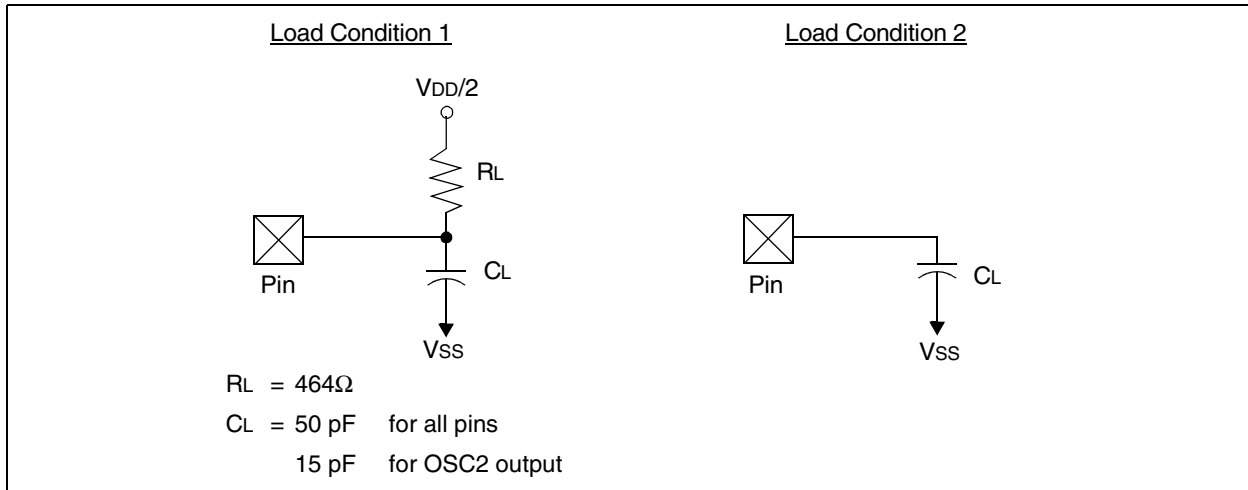 Load Condition 1
VDD/2
RL
Pin
CL
VSS
RL = 464Ω
CL = 50 pF for all pins
15 pF for OSC2 output
Load Condition 2
Pin
CL
VSS